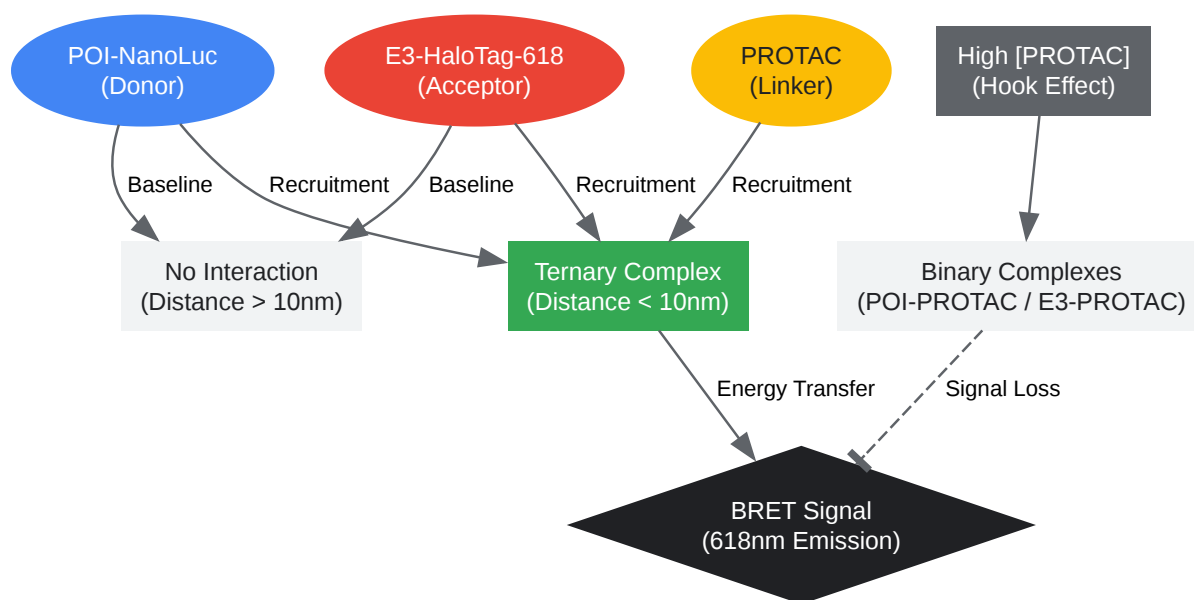 POI-NanoLuc
(Donor)
E3-HaloTag-618
(Acceptor)
PROTAC
(Linker)
High [PROTAC]
(Hook Effect)
Baseline
Recruitment
Baseline
Recruitment
Recruitment
No Interaction
(Distance > 10nm)
Ternary Complex
(Distance < 10nm)
Binary Complexes
(POI-PROTAC / E3-PROTAC)
Energy Transfer
Signal Loss
BRET Signal
(618nm Emission)